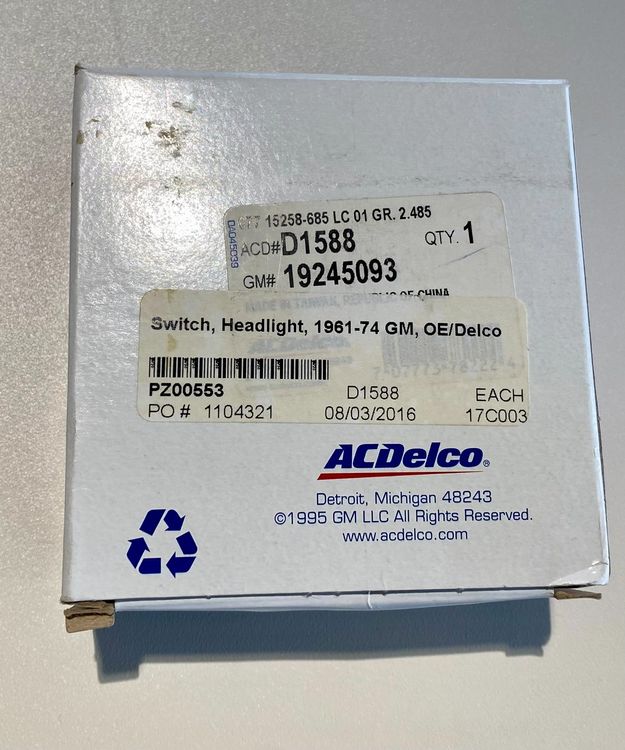 15258-685 LC 01 GR. 2.485
ACD# D1588 QTY. 1
GM# 19245093
MADE IN TAIWAN, REPUBLIC OF CHINA
Switch, Headlight, 1961-74 GM, OE/Delco
ACDelco
PZ00553 D1588 EACH
PO # 1104321 08/03/2016 17C003
ACDelco®
Detroit, Michigan 48243
©1995 GM LLC All Rights Reserved.
www.acdelco.com